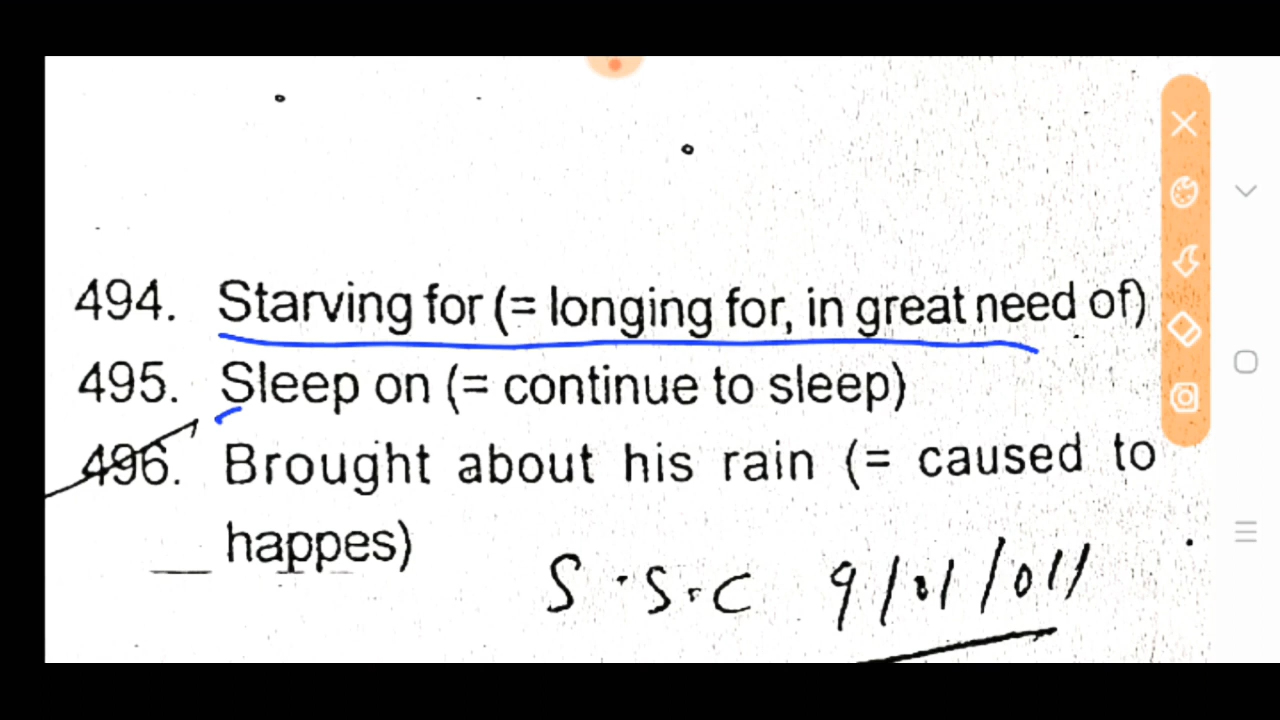 494. Starving for (= longing for, in great need of)
495. Sleep on (= continue to sleep)
496. Brought about his rain (= caused to
happes)
S.S.C 9/01/011